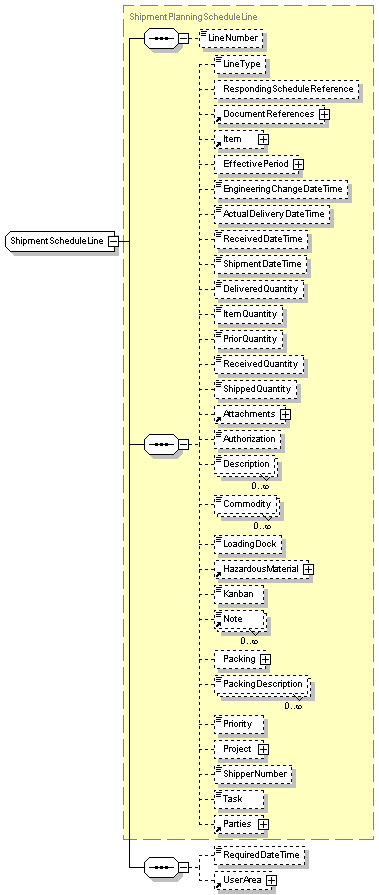 Shipment Planning Schedule Line
LineNumber
LineType
RespondingScheduleReference
DocumentReferences
Item
EffectivePeriod
EngineeringChangeDateTime
ActualDeliveryDateTime
ReceivedDateTime
ShipmentScheduleLine
ShipmentDateTime
DeliveredQuantity
ItemQuantity
PriorQuantity
ReceivedQuantity
ShippedQuantity
Attachments
Authorization
Description
0..∞
Commodity
0..∞
LoadingDock
HazardousMaterial
Kanban
Note
0..∞
Packing
PackingDescription
0..∞
Priority
Project
ShipperNumber
Task
Parties
RequiredDateTime
UserArea